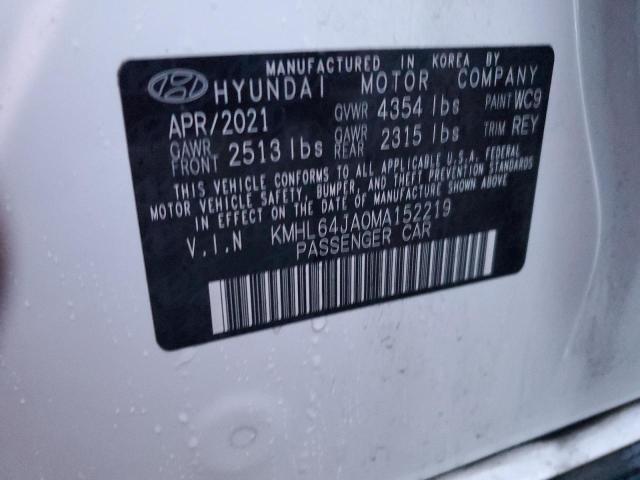 MANUFACTURED IN KOREA BY
HYUNDAI MOTOR COMPANY
APR/2021 GVWR 4354 lbs PAINT WC9
GAWR FRONT 2513 lbs GAWR REAR 2315 lbs TRIM REY
THIS VEHICLE CONFORMS TO ALL APPLICABLE U.S.A. FEDERAL
MOTOR VEHICLE SAFETY, BUMPER, AND THEFT PREVENTION STANDARDS
IN EFFECT ON THE DATE OF MANUFACTURE SHOWN ABOVE.
V.I.N KMHL64JA0MA152219
PASSENGER CAR